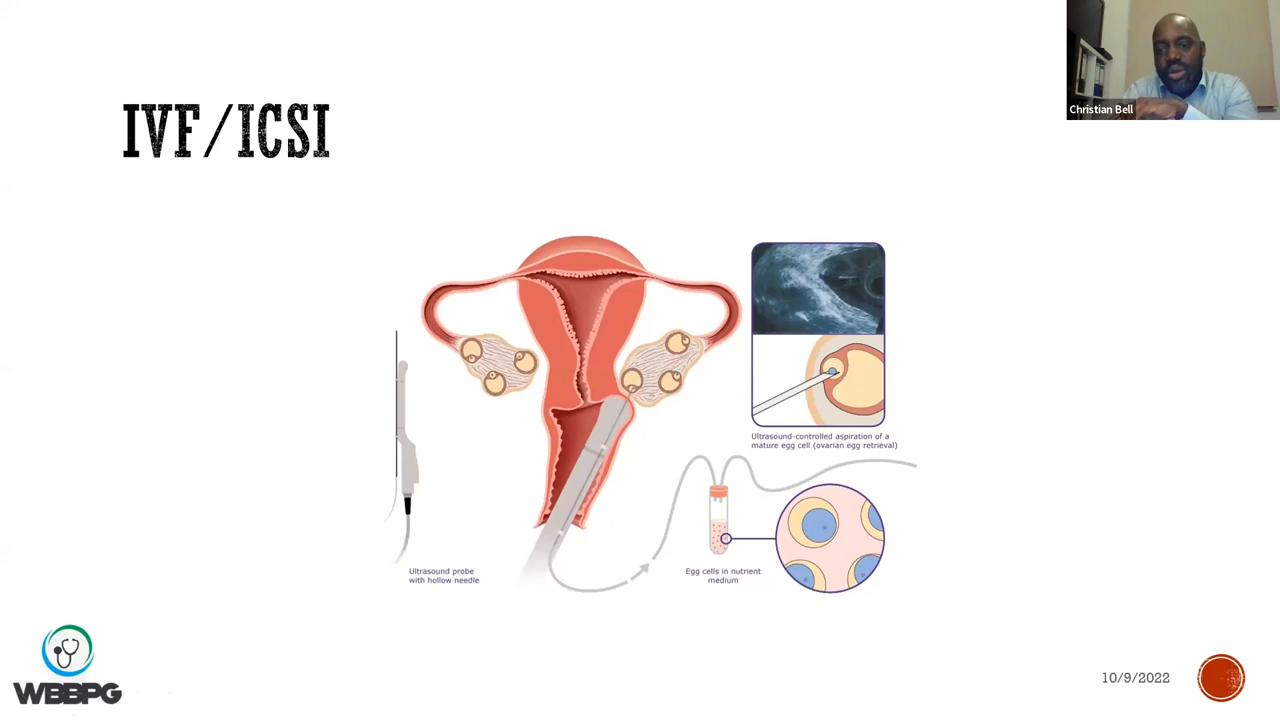 IVF/ICSI
Christian Bell
Ultrasound-controlled aspiration of a
mature egg cell (ovarian egg retrieval)
Ultrasound probe
with hollow needle
Egg cells in nutrient
medium
WBBPG
10/9/2022